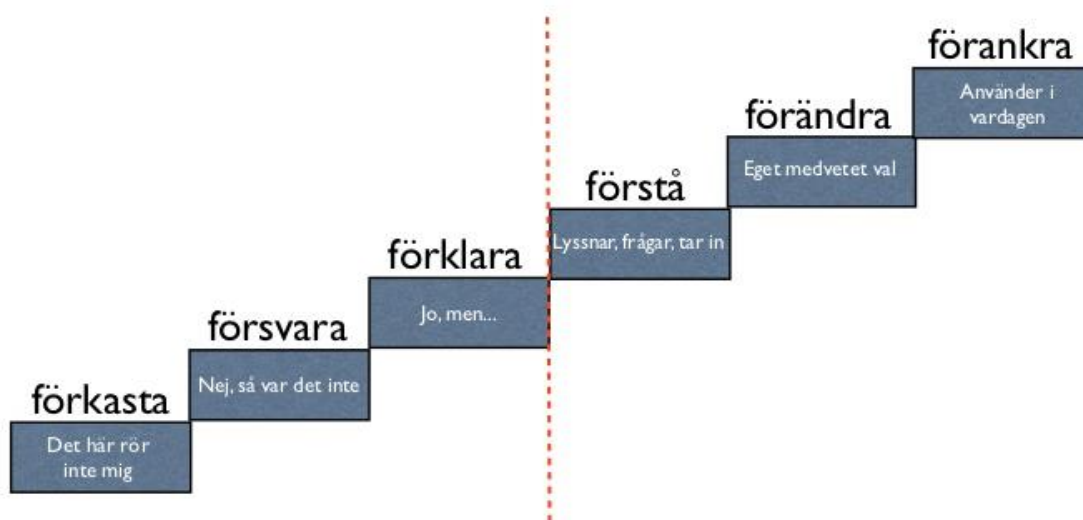 förankra
Använder i
vardagen
förändra
Eget medvetet val
förstå
Lyssnar, frågar, tar in
förklara
Jo, men...
försvara
Nej, så var det inte
förkasta
Det här rör
inte mig